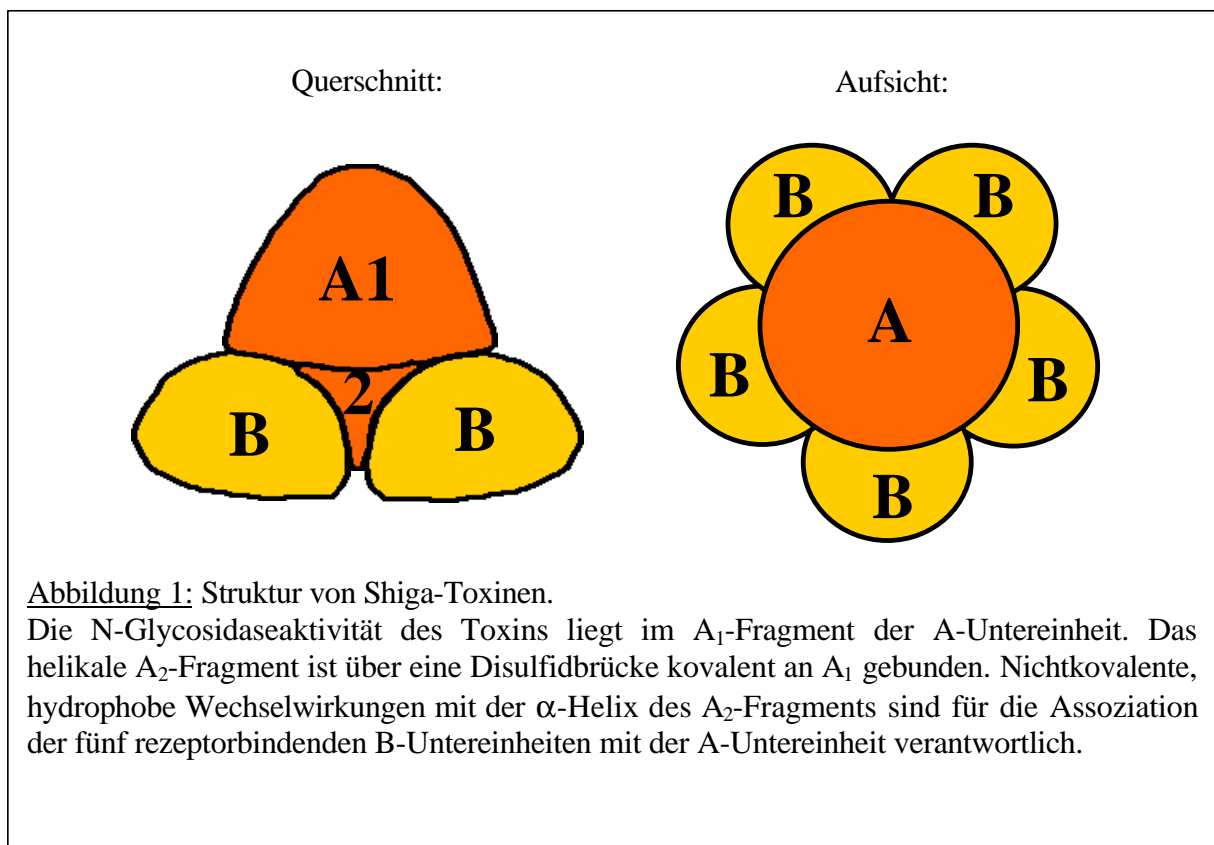 Querschnitt:
Aufsicht:
A1
2
B
B
B
B
A
B
B
B
Abbildung 1: Struktur von Shiga-Toxinen.
Die N-Glycosidaseaktivität des Toxins liegt im A₁-Fragment der A-Untereinheit. Das
helikale A₂-Fragment ist über eine Disulfidbrücke kovalent an A₁ gebunden. Nichtkovalente,
hydrophobe Wechselwirkungen mit der α-Helix des A₂-Fragments sind für die Assoziation
der fünf rezeptorbindenden B-Untereinheiten mit der A-Untereinheit verantwortlich.